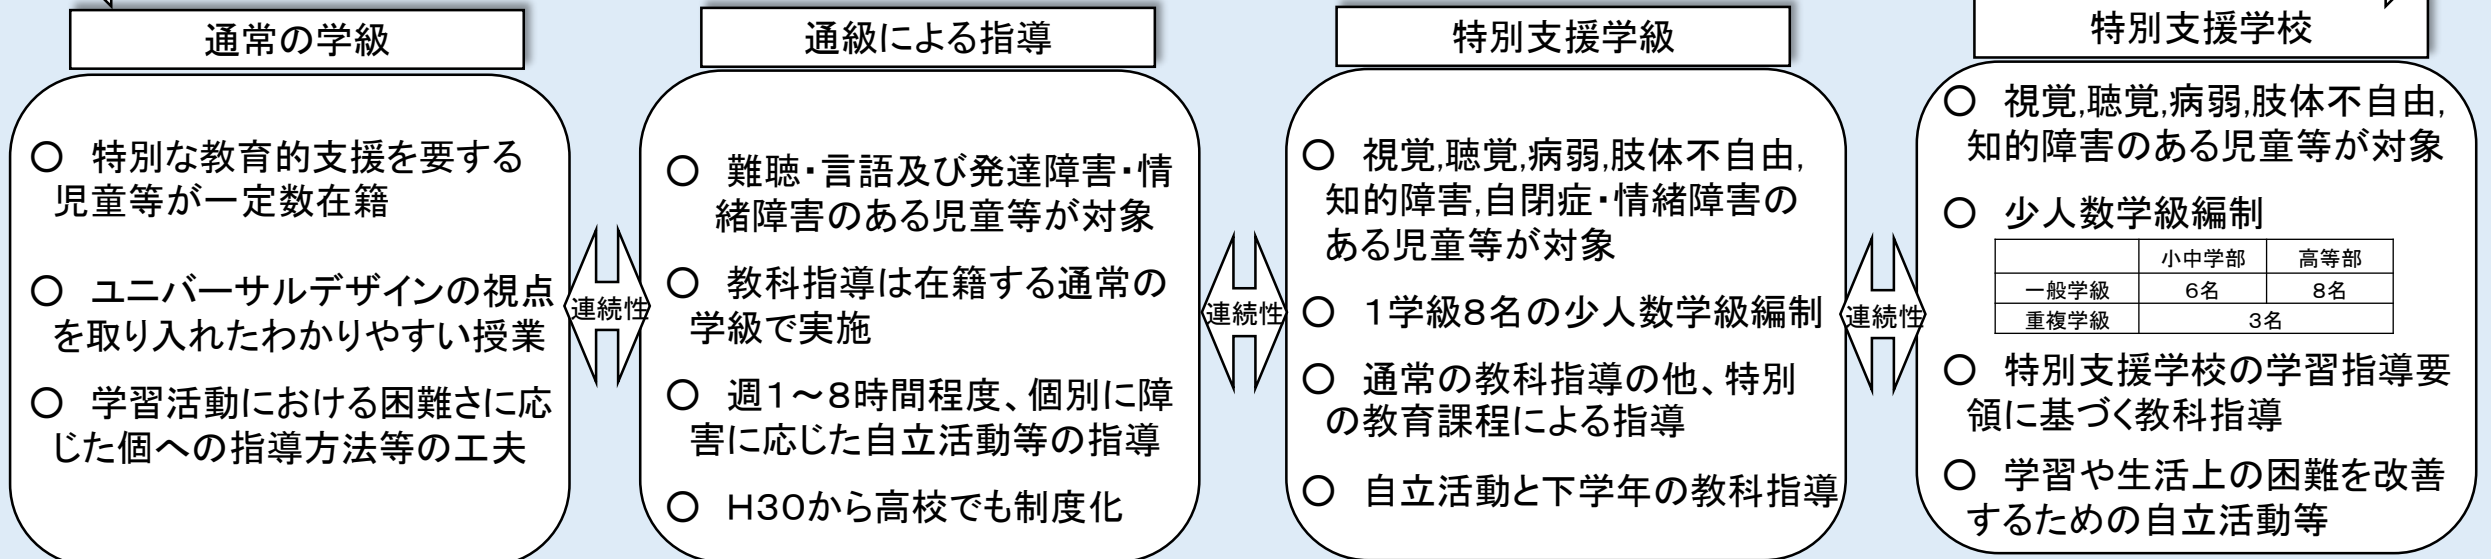 通常の学級
○ 特別な教育的支援を要する
児童等が一定数在籍
○ ユニバーサルデザインの視点
を取り入れたわかりやすい授業
○ 学習活動における困難さに応
じた個への指導方法等の工夫
連続性
通級による指導
○ 難聴・言語及び発達障害・情
緒障害のある児童等が対象
○ 教科指導は在籍する通常の
学級で実施
○ 週1～8時間程度、個別に障
害に応じた自立活動等の指導
○ H30から高校でも制度化
連続性
特別支援学級
○ 視覚,聴覚,病弱,肢体不自由,
知的障害,自閉症・情緒障害の
ある児童等が対象
○ 1学級8名の少人数学級編制
○ 通常の教科指導の他、特別
の教育課程による指導
○ 自立活動と下学年の教科指導
連続性
特別支援学校
○ 視覚,聴覚,病弱,肢体不自由,
知的障害のある児童等が対象
○ 少人数学級編制
小中学部 高等部
一般学級 6名 8名
重複学級 3名
○ 特別支援学校の学習指導要
領に基づく教科指導
○ 学習や生活上の困難を改善
するための自立活動等